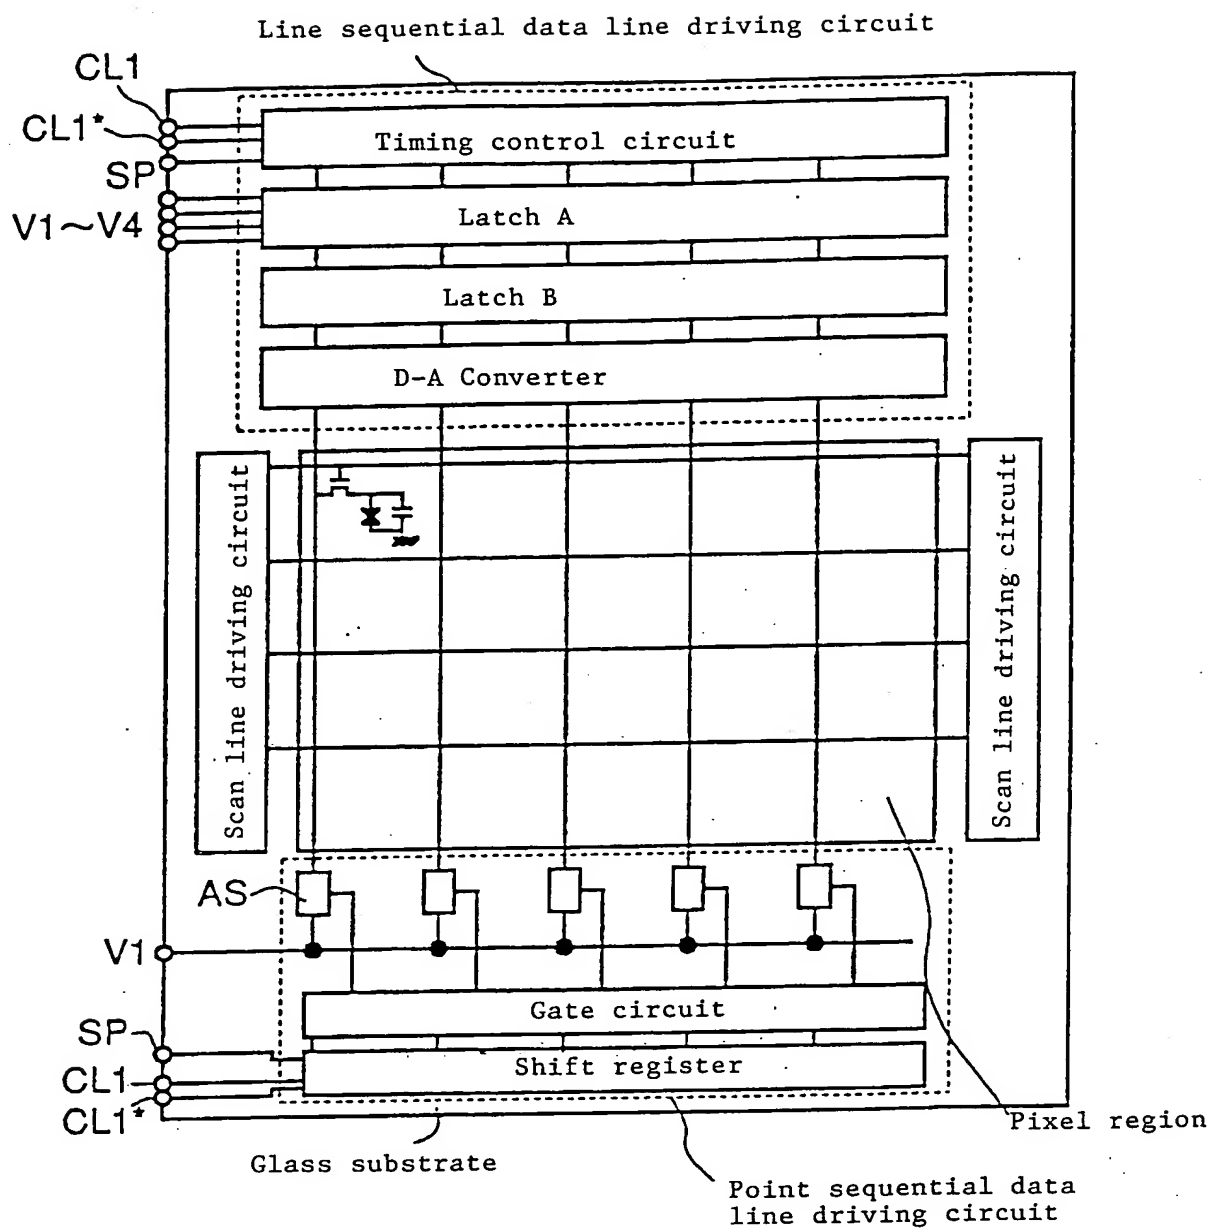 Line sequential data line driving circuit
CL1
CL1*
SP
V1~V4
Timing control circuit
Latch A
Latch B
D-A Converter
Scan line driving circuit
Scan line driving circuit
AS
V1
Gate circuit
SP
Shift register
CL1
CL1*
Pixel region
Glass substrate
Point sequential data
line driving circuit